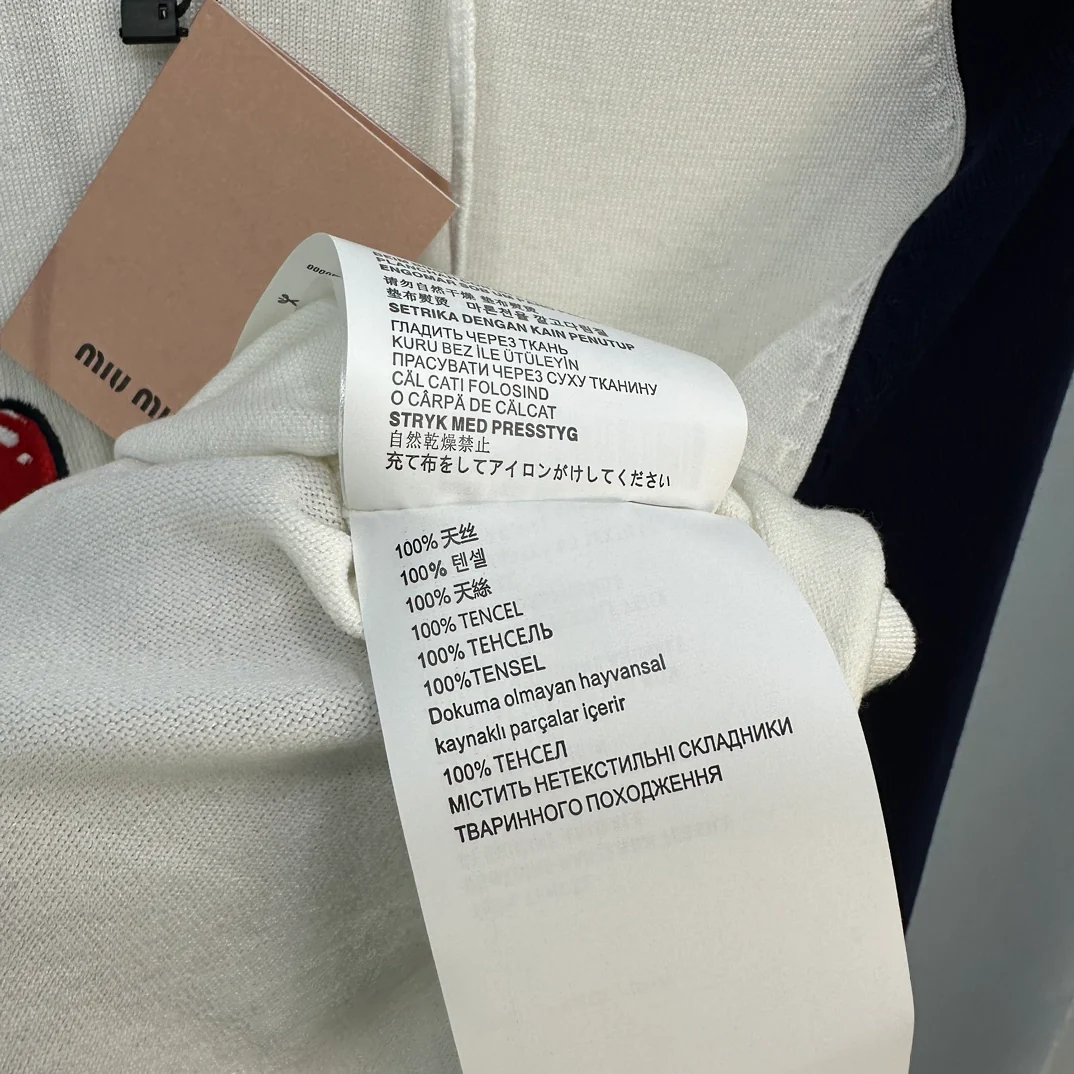 miu mi
ENGOMAR SOB UM
请勿自然干燥 垫布熨烫
垫布熨烫 마른천을 깔고다림질
SETRIKA DENGAN KAIN PENUTUP
ГЛАДИТЬ ЧЕРЕЗ ТКАНЬ
KURU BEZ İLE ÜTÜLEYİN
ПРАСУВАТИ ЧЕРЕЗ СУХУ ТКАНИНУ
CĂL CATI FOLOSIND
O CÂRPĂ DE CĂLCAT
STRYK MED PRESSTYG
自然乾燥禁止
充て布をしてアイロンがけしてください
100% 天丝
100% 텐셀
100% 天絲
100% TENCEL
100% ТЕНСЕЛЬ
100%TENSEL
Dokuma olmayan hayvansal
kaynaklı parçalar içerir
100% ТЕНСЕЛ
МІСТИТЬ НЕТЕКСТИЛЬНІ СКЛАДНИКИ
ТВАРИННОГО ПОХОДЖЕННЯ